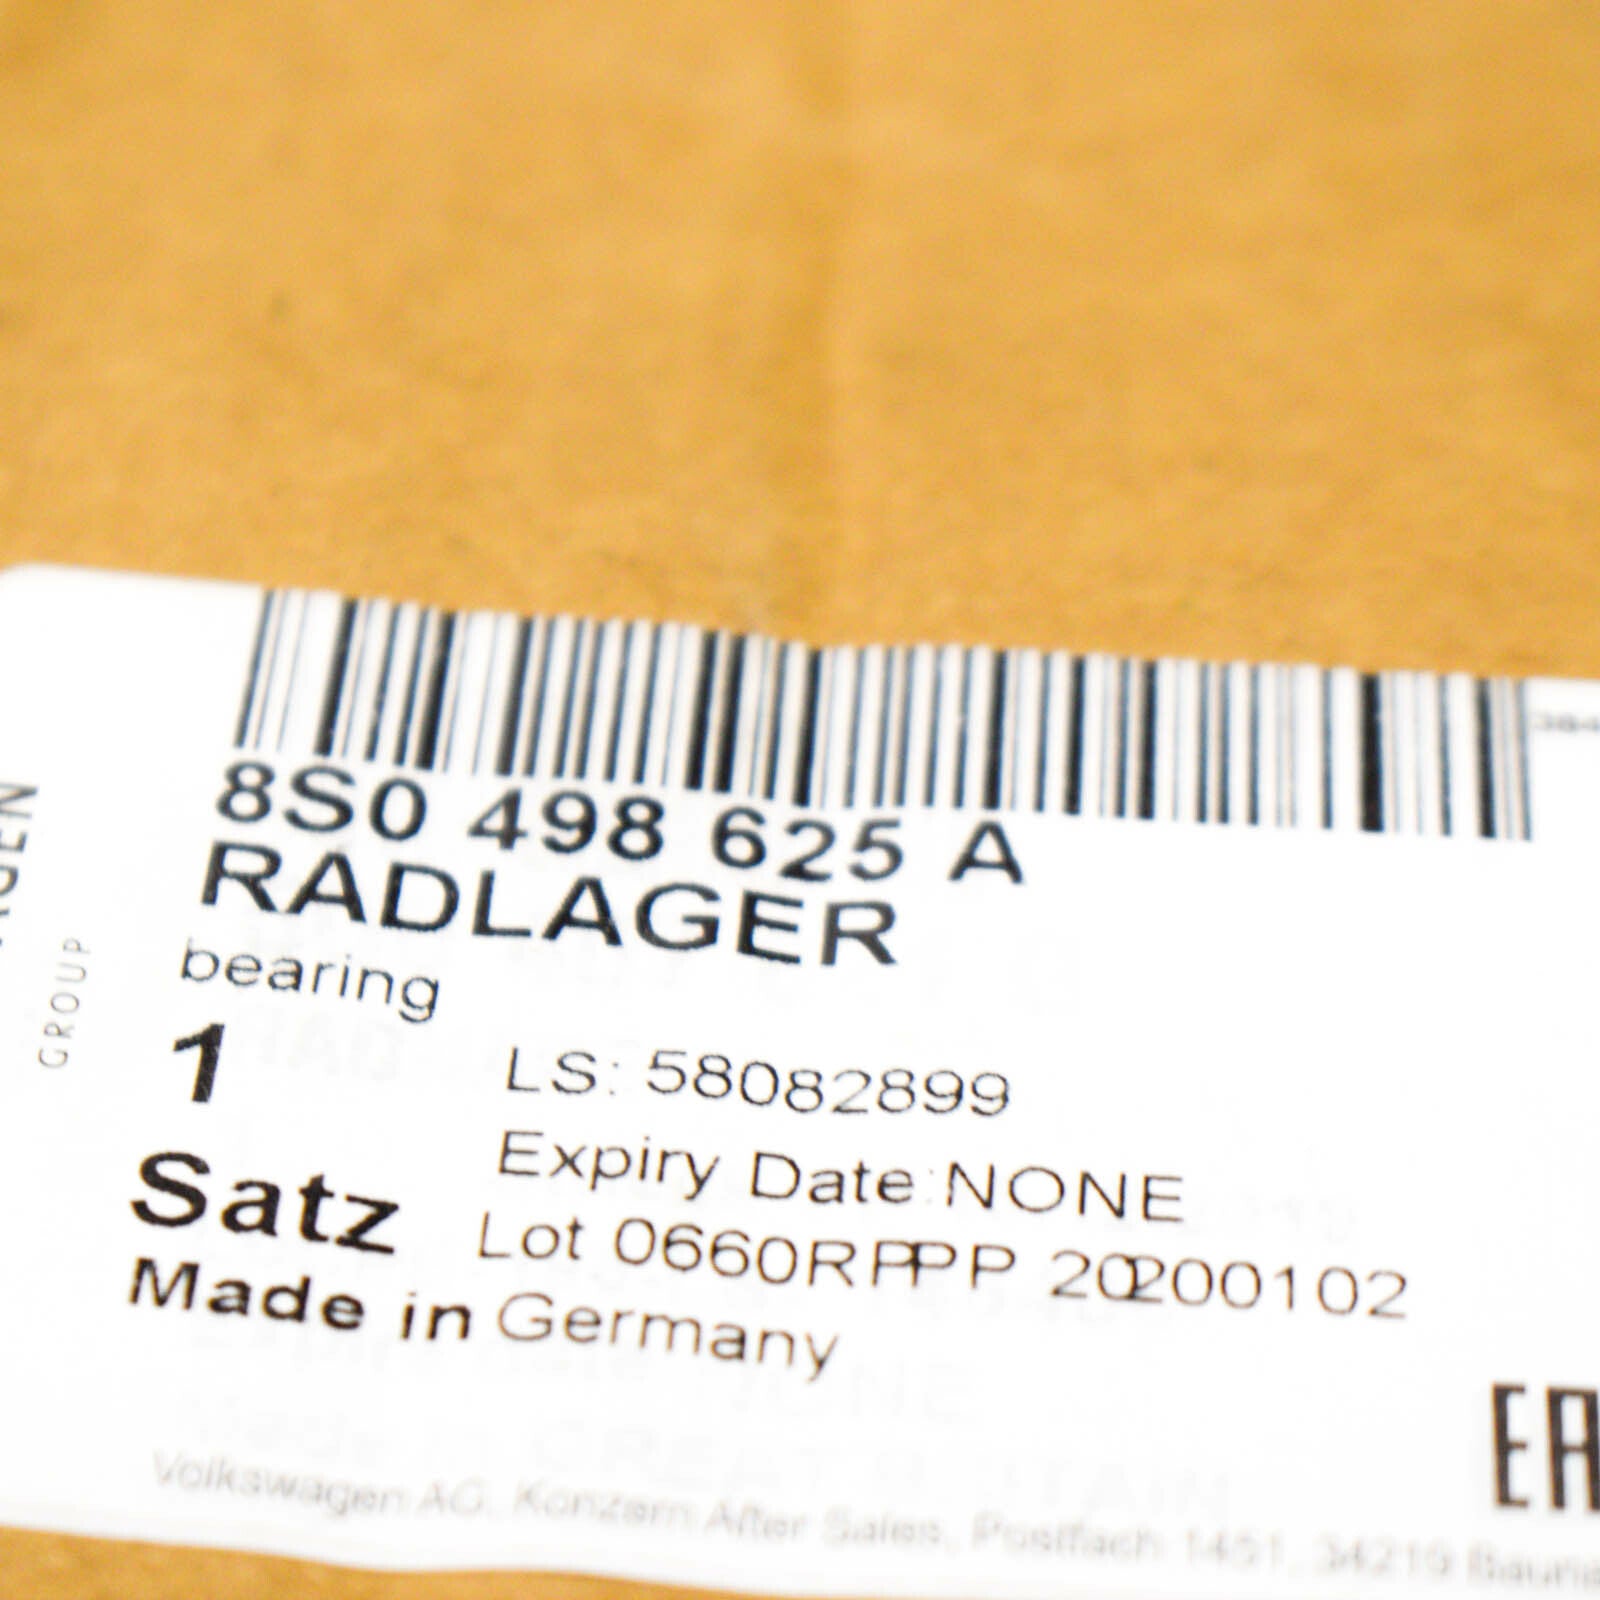 8S0 498 625 A
RADLAGER
bearing
1
Satz
LS: 58082899
Expiry Date:NONE
Lot 0660RPPP 20200102
Made in Germany
GROUP
Volkswagen AG, Konzern After Sales, Postfach 1451, 34219